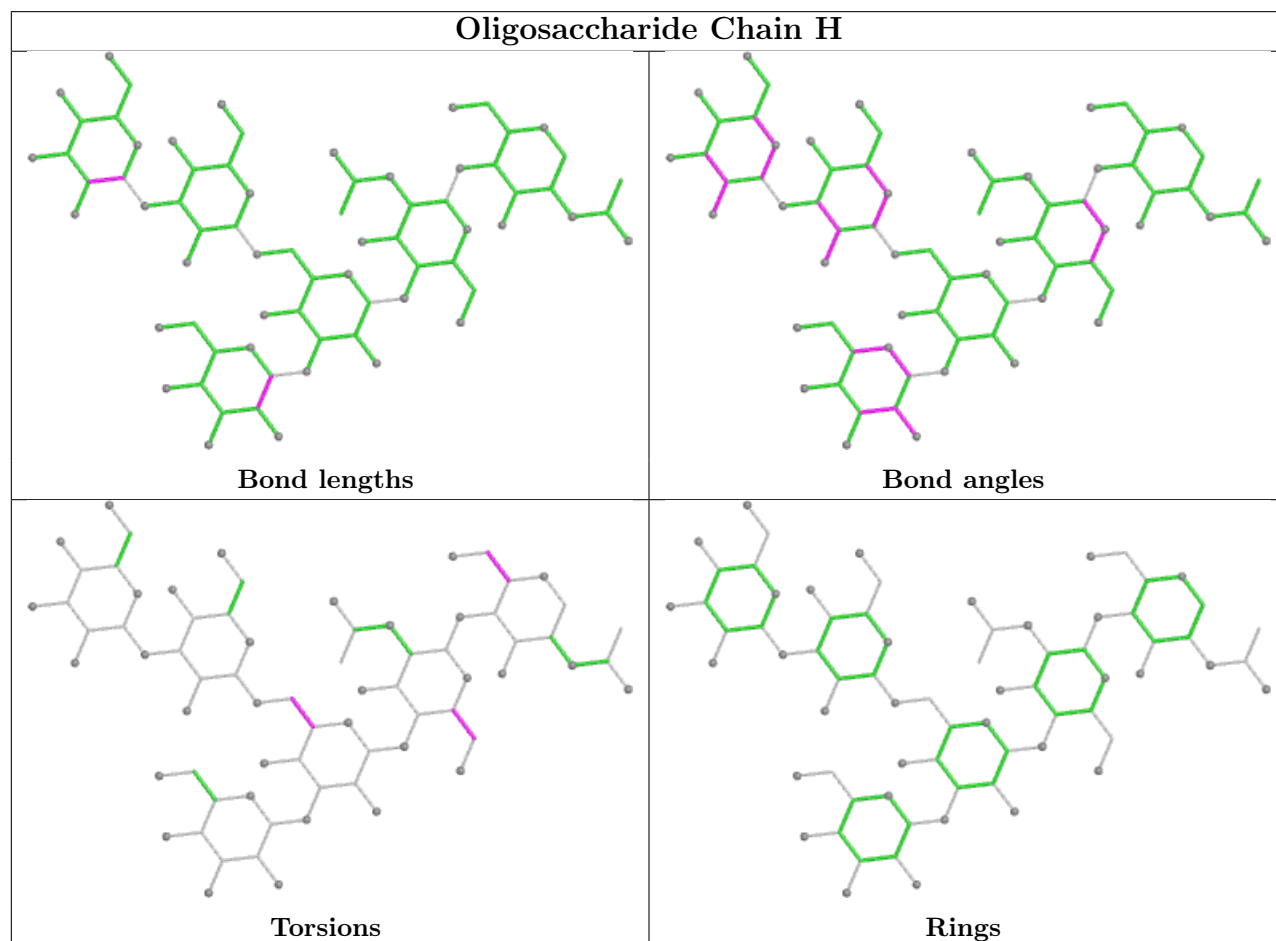 Oligosaccharide Chain H
Bond lengths
Bond angles
Torsions
Rings